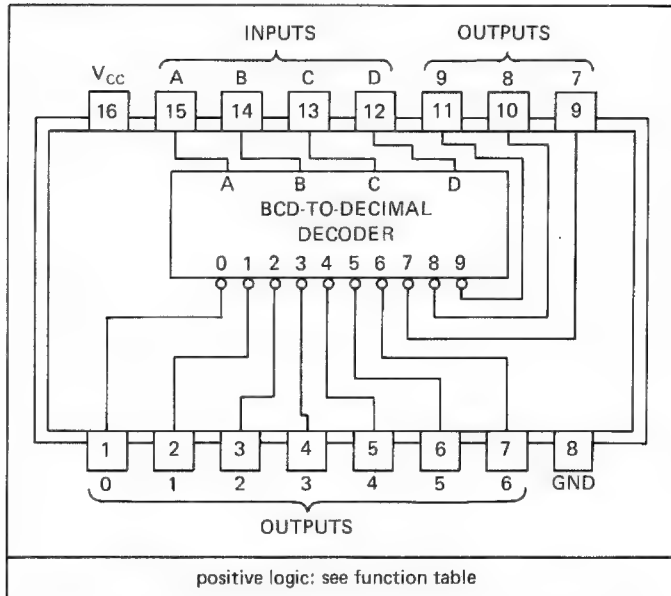 INPUTS OUTPUTS
VCC A B C D 9 8 7
16 15 14 13 12 11 10 9
A B C D
BCD-TO-DECIMAL
DECODER
0 1 2 3 4 5 6 7 8 9
1 2 3 4 5 6 7 8
0 1 2 3 4 5 6 GND
OUTPUTS
positive logic: see function table